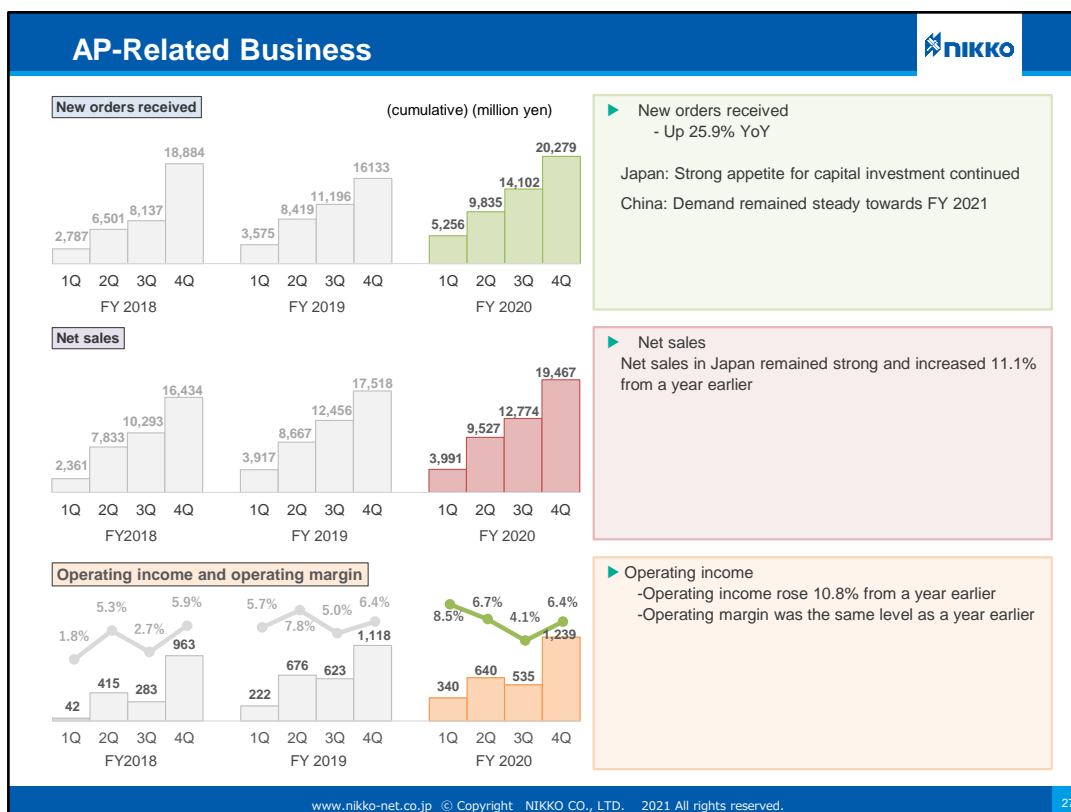 AP-Related Business
NIKKO
New orders received
(cumulative) (million yen)
2,787
6,501
8,137
18,884
3,575
8,419
11,196
16133
5,256
9,835
14,102
20,279
1Q 2Q 3Q 4Q
1Q 2Q 3Q 4Q
1Q 2Q 3Q 4Q
FY 2018
FY 2019
FY 2020
▶ New orders received
- Up 25.9% YoY
Japan: Strong appetite for capital investment continued
China: Demand remained steady towards FY 2021
Net sales
2,361
7,833
10,293
16,434
3,917
8,667
12,456
17,518
3,991
9,527
12,774
19,467
1Q 2Q 3Q 4Q
1Q 2Q 3Q 4Q
1Q 2Q 3Q 4Q
FY2018
FY 2019
FY 2020
▶ Net sales
Net sales in Japan remained strong and increased 11.1%
from a year earlier
Operating income and operating margin
1.8%
5.3%
2.7%
5.9%
5.7%
7.8%
5.0%
6.4%
8.5%
6.7%
4.1%
6.4%
42
415
283
963
222
676
623
1,118
340
640
535
1,239
1Q 2Q 3Q 4Q
1Q 2Q 3Q 4Q
1Q 2Q 3Q 4Q
FY2018
FY 2019
FY 2020
▶ Operating income
-Operating income rose 10.8% from a year earlier
-Operating margin was the same level as a year earlier
www.nikko-net.co.jp © Copyright NIKKO CO., LTD. 2021 All rights reserved.